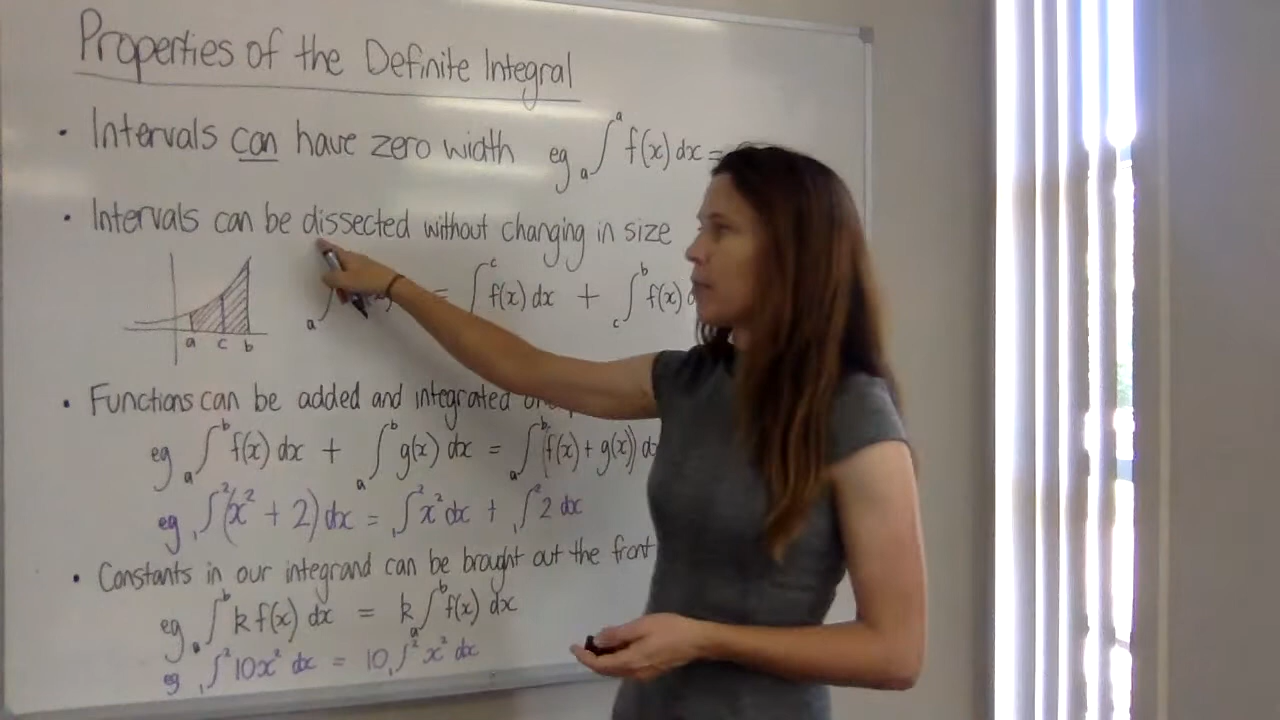 Properties of the Definite Integral
• Intervals can have zero width eg ∫ₐᵃ f(x) dx =
• Intervals can be dissected without changing in size
a c b
∫ₐ = ∫ᶜ f(x) dx + ∫_c^b f(x)
• Functions can be added and integrated
eg ∫ₐᵇ f(x) dx + ∫ₐᵇ g(x) dx = ∫ₐᵇ (f(x) + g(x)) dx
eg ∫₁² (x² + 2) dx = ∫₁² x² dx + ∫₁² 2 dx
• Constants in our integrand can be brought out the front
eg ∫ₐᵇ k f(x) dx = k ∫ₐᵇ f(x) dx
eg ∫₁² 10x² dx = 10 ∫₁² x² dx